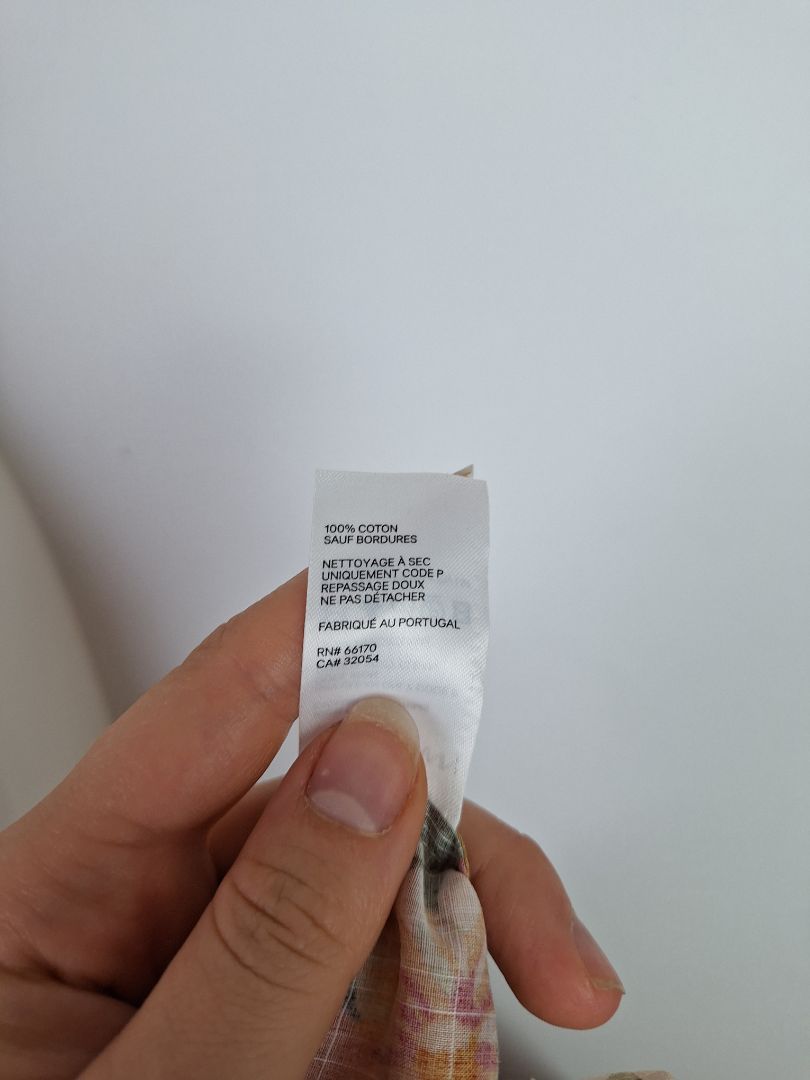 100% COTON
SAUF BORDURES
NETTOYAGE À SEC
UNIQUEMENT CODE P
REPASSAGE DOUX
NE PAS DÉTACHER
FABRIQUÉ AU PORTUGAL
RN# 66170
CA# 32054